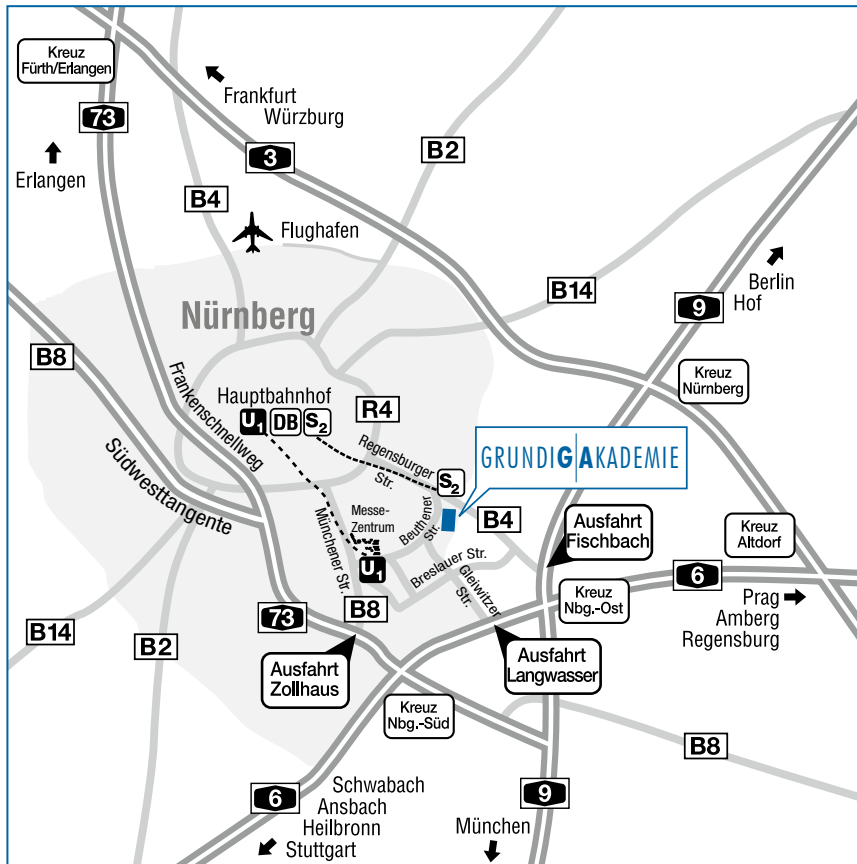 Kreuz
Fürth/Erlangen
73
Erlangen
Frankfurt
Würzburg
3
B2
B4
Flughafen
Nürnberg
B14
Berlin
Hof
9
B8
Kreuz
Nürnberg
Frankenschnellweg
Hauptbahnhof
U1 DB S2
R4
Südwesttangente
Regensburger
Str.
S2
GRUNDIG AKADEMIE
B4
Münchener Str.
Messe-
Zentrum
U1
Beuthener
Str.
Breslauer Str.
Gleiwitzer
Str.
Ausfahrt
Fischbach
Kreuz
Altdorf
6
Kreuz
Nbg.-Ost
Prag
Amberg
Regensburg
B8
73
B14
B2
Ausfahrt
Zollhaus
Ausfahrt
Langwasser
Kreuz
Nbg.-Süd
B8
6
Schwabach
Ansbach
Heilbronn
Stuttgart
München
9